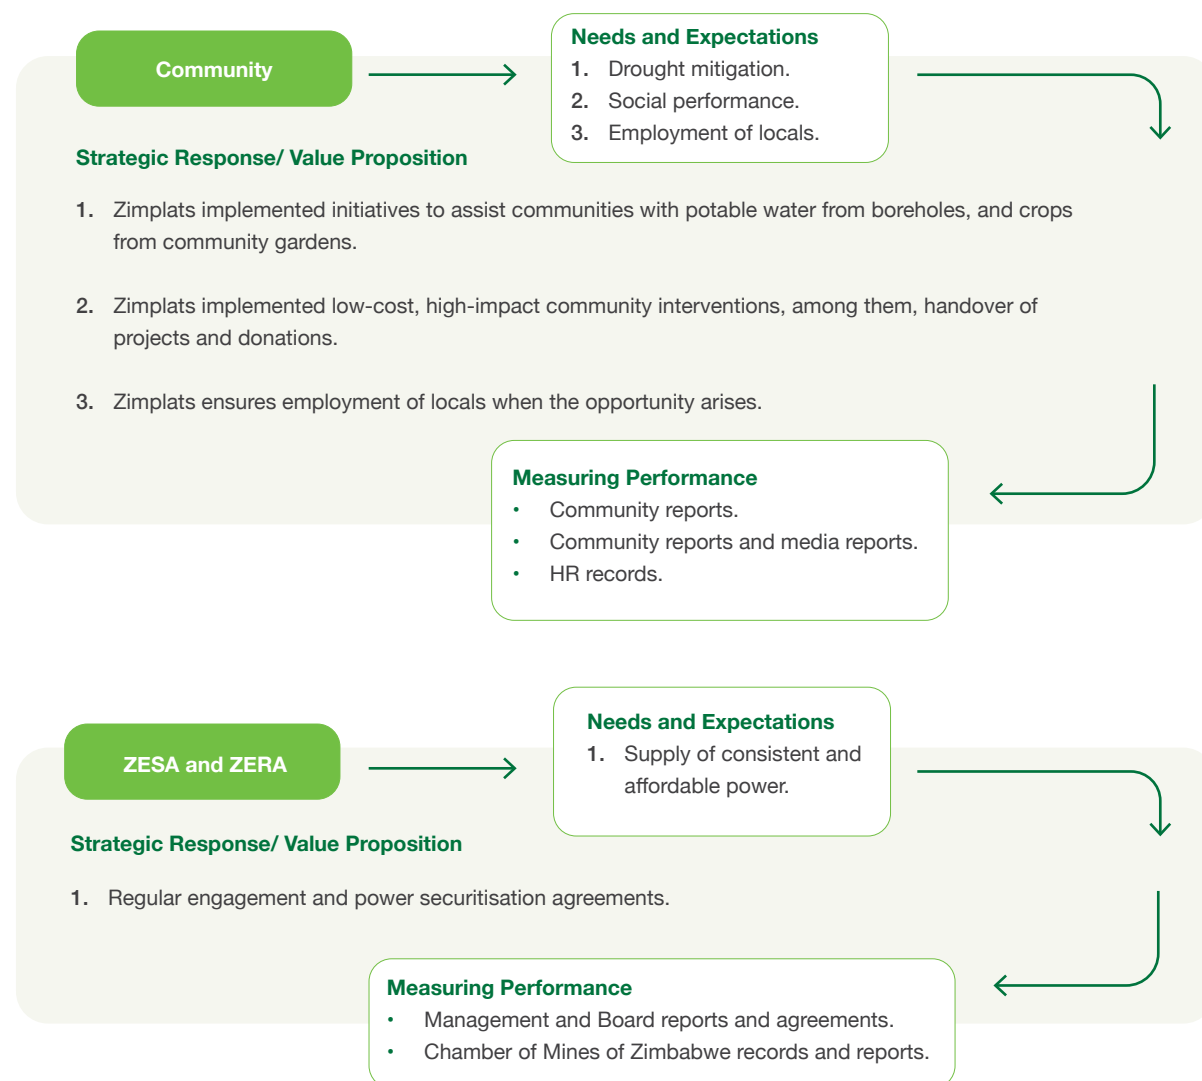 Community
Needs and Expectations
1. Drought mitigation.
2. Social performance.
3. Employment of locals.
Strategic Response/ Value Proposition
1. Zimplats implemented initiatives to assist communities with potable water from boreholes, and crops
from community gardens.
2. Zimplats implemented low-cost, high-impact community interventions, among them, handover of
projects and donations.
3. Zimplats ensures employment of locals when the opportunity arises.
Measuring Performance
• Community reports.
• Community reports and media reports.
• HR records.
ZESA and ZERA
Needs and Expectations
1. Supply of consistent and
affordable power.
Strategic Response/ Value Proposition
1. Regular engagement and power securitisation agreements.
Measuring Performance
• Management and Board reports and agreements.
• Chamber of Mines of Zimbabwe records and reports.